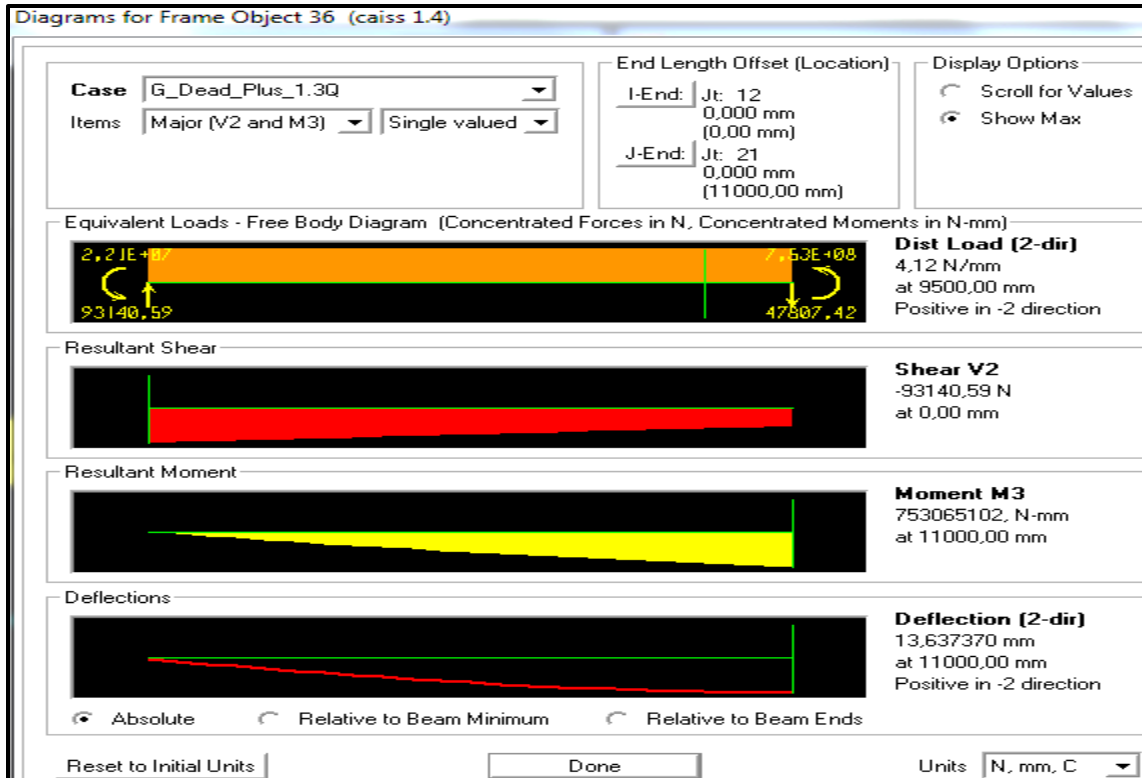 Diagrams for Frame Object 36 (caiss 1.4)
Case G_Dead_Plus_1.3Q
Items Major (V2 and M3) Single valued
End Length Offset (Location)
I-End: Jt: 12
0,000 mm
(0,00 mm)
J-End: Jt: 21
0,000 mm
(11000,00 mm)
Display Options
Scroll for Values
Show Max
Equivalent Loads - Free Body Diagram (Concentrated Forces in N, Concentrated Moments in N-mm)
2,21E+07 7,53E+08
93140,59 47807,42
Dist Load (2-dir)
4,12 N/mm
at 9500,00 mm
Positive in -2 direction
Resultant Shear
Shear V2
-93140,59 N
at 0,00 mm
Resultant Moment
Moment M3
753065102, N-mm
at 11000,00 mm
Deflections
Deflection (2-dir)
13,637370 mm
at 11000,00 mm
Positive in -2 direction
Absolute Relative to Beam Minimum Relative to Beam Ends
Reset to Initial Units Done Units N, mm, C